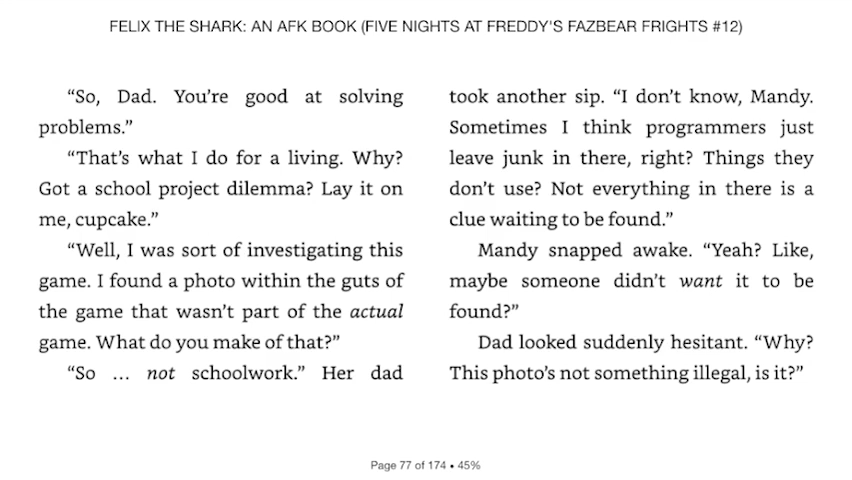 FELIX THE SHARK: AN AFK BOOK (FIVE NIGHTS AT FREDDY'S FAZBEAR FRIGHTS #12)
“So, Dad. You’re good at solving
problems.”
“That’s what I do for a living. Why?
Got a school project dilemma? Lay it on
me, cupcake.”
“Well, I was sort of investigating this
game. I found a photo within the guts of
the game that wasn’t part of the actual
game. What do you make of that?”
“So … not schoolwork.” Her dad
took another sip. “I don’t know, Mandy.
Sometimes I think programmers just
leave junk in there, right? Things they
don’t use? Not everything in there is a
clue waiting to be found.”
Mandy snapped awake. “Yeah? Like,
maybe someone didn’t want it to be
found?”
Dad looked suddenly hesitant. “Why?
This photo’s not something illegal, is it?”
Page 77 of 174 • 45%